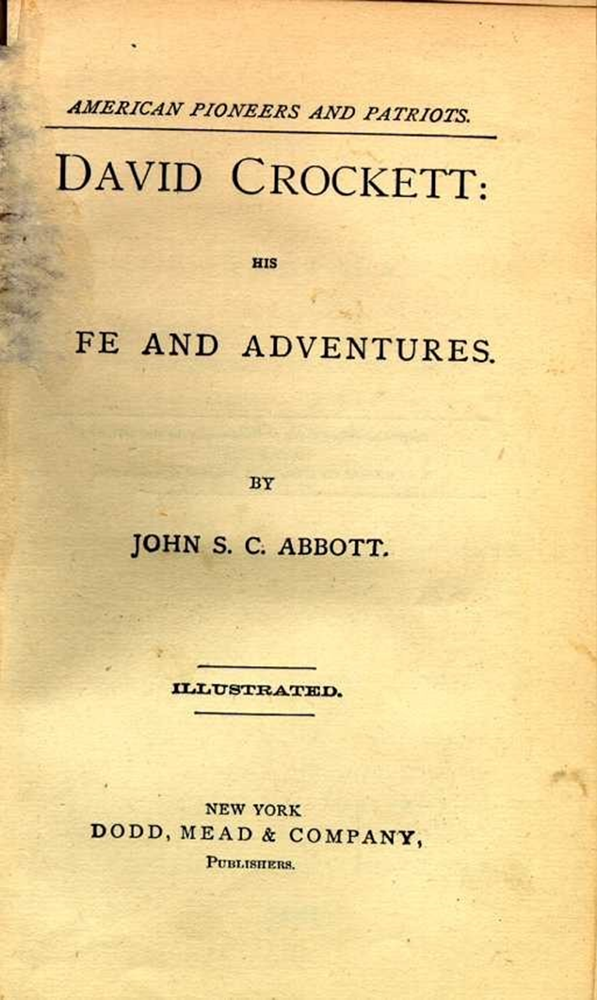 AMERICAN PIONEERS AND PATRIOTS.
DAVID CROCKETT:
HIS
FE AND ADVENTURES.
BY
JOHN S. C. ABBOTT.
ILLUSTRATED.
NEW YORK
DODD, MEAD & COMPANY,
PUBLISHERS.